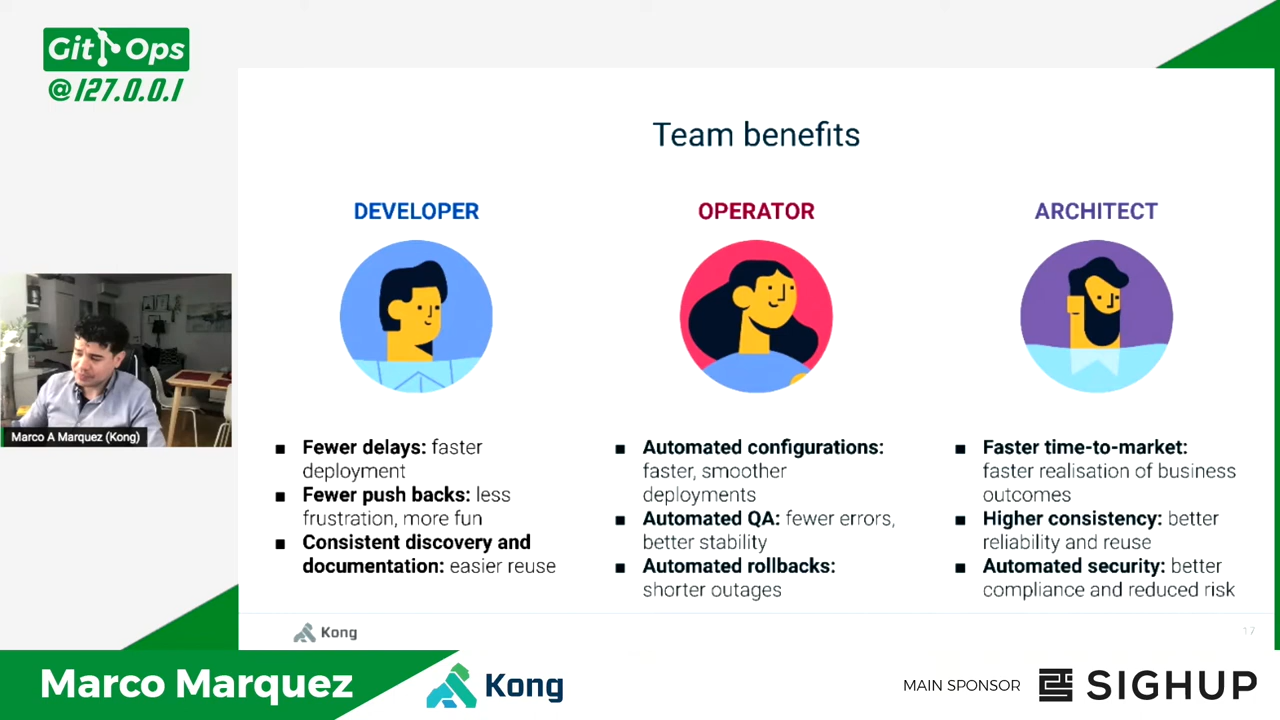 Git Ops
@127.0.0.1
Team benefits
DEVELOPER
OPERATOR
ARCHITECT
Marco A Marquez (Kong)
■ Fewer delays: faster
deployment
■ Fewer push backs: less
frustration, more fun
■ Consistent discovery and
documentation: easier reuse
■ Automated configurations:
faster, smoother
deployments
■ Automated QA: fewer errors,
better stability
■ Automated rollbacks:
shorter outages
■ Faster time-to-market:
faster realisation of business
outcomes
■ Higher consistency: better
reliability and reuse
■ Automated security: better
compliance and reduced risk
Kong
17
Marco Marquez
Kong
MAIN SPONSOR
SIGHUP